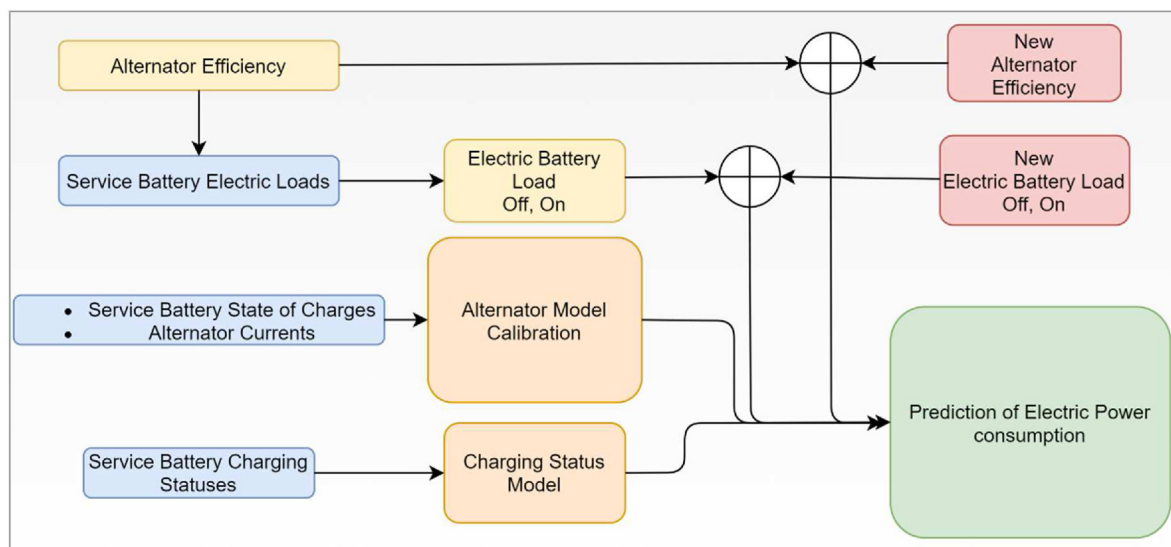 Alternator Efficiency
New
Alternator
Efficiency
Service Battery Electric Loads
Electric Battery
Load
Off, On
New
Electric Battery Load
Off, On
• Service Battery State of Charges
• Alternator Currents
Alternator Model
Calibration
Prediction of Electric Power
consumption
Service Battery Charging
Statuses
Charging Status
Model